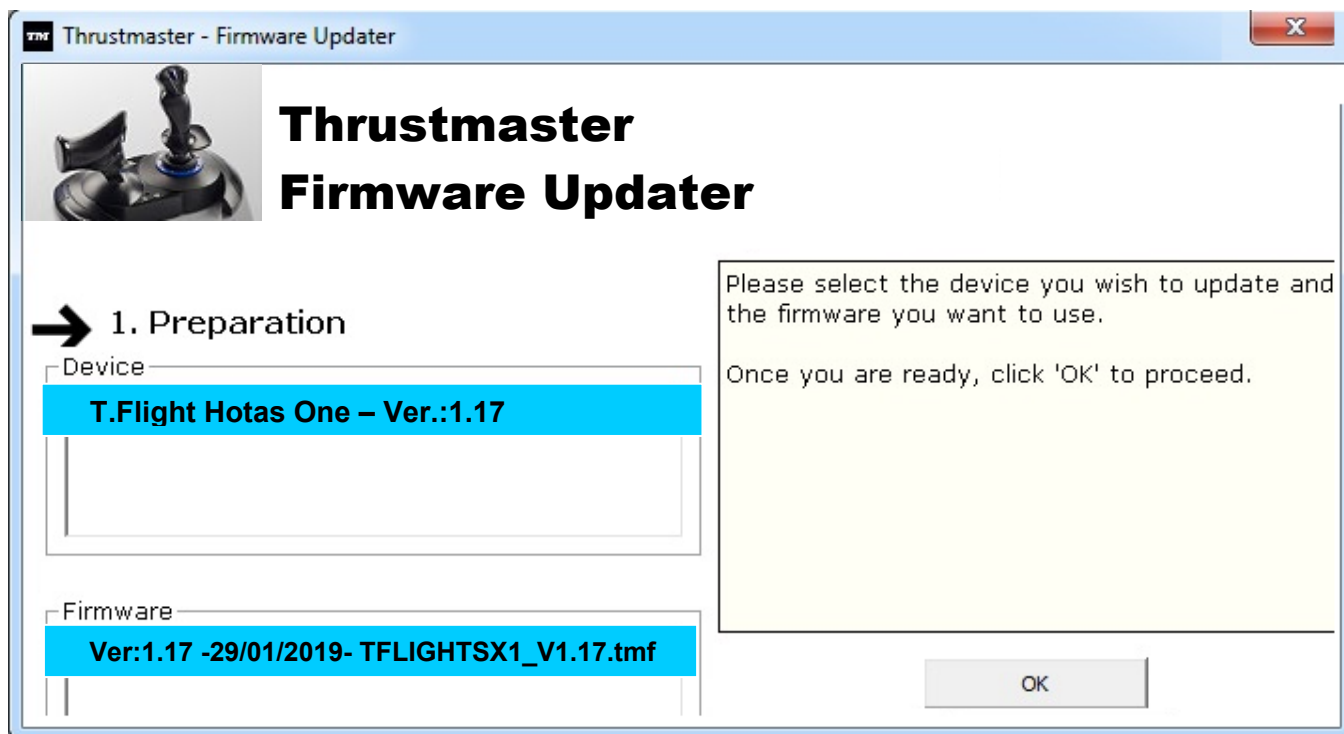 TM Thrustmaster - Firmware Updater
x
Thrustmaster
Firmware Updater
1. Preparation
Device
T.Flight Hotas One – Ver.:1.17
Firmware
Ver:1.17 -29/01/2019- TFLIGHTSX1_V1.17.tmf
Please select the device you wish to update and
the firmware you want to use.
Once you are ready, click 'OK' to proceed.
OK